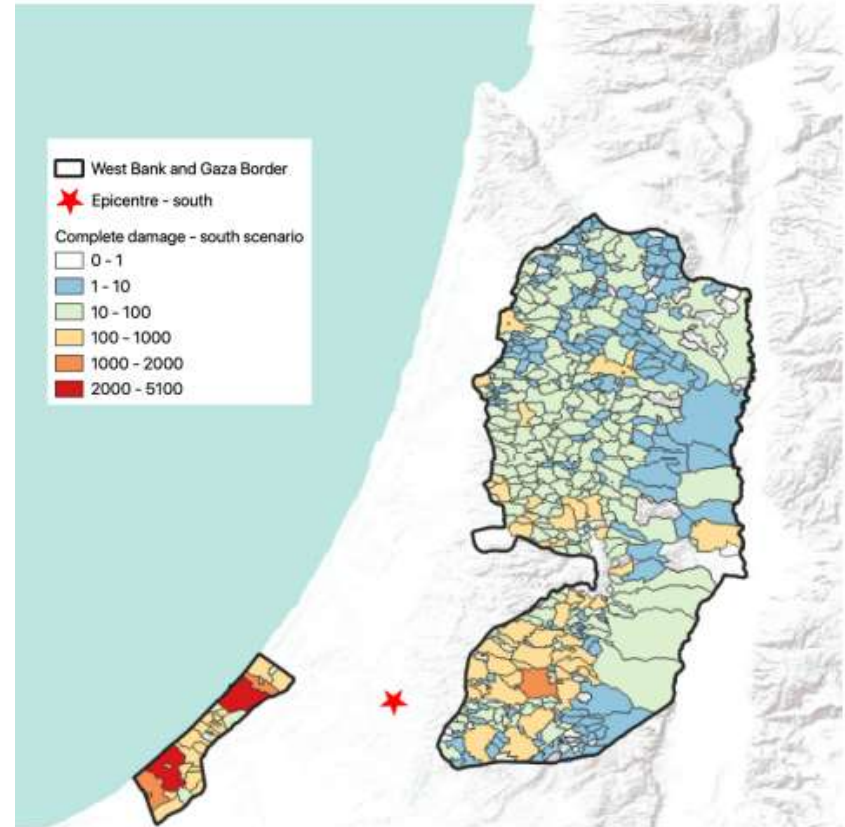 West Bank and Gaza Border
Epicentre - south
Complete damage - south scenario
0 - 1
1 - 10
10 - 100
100 - 1000
1000 - 2000
2000 - 5100